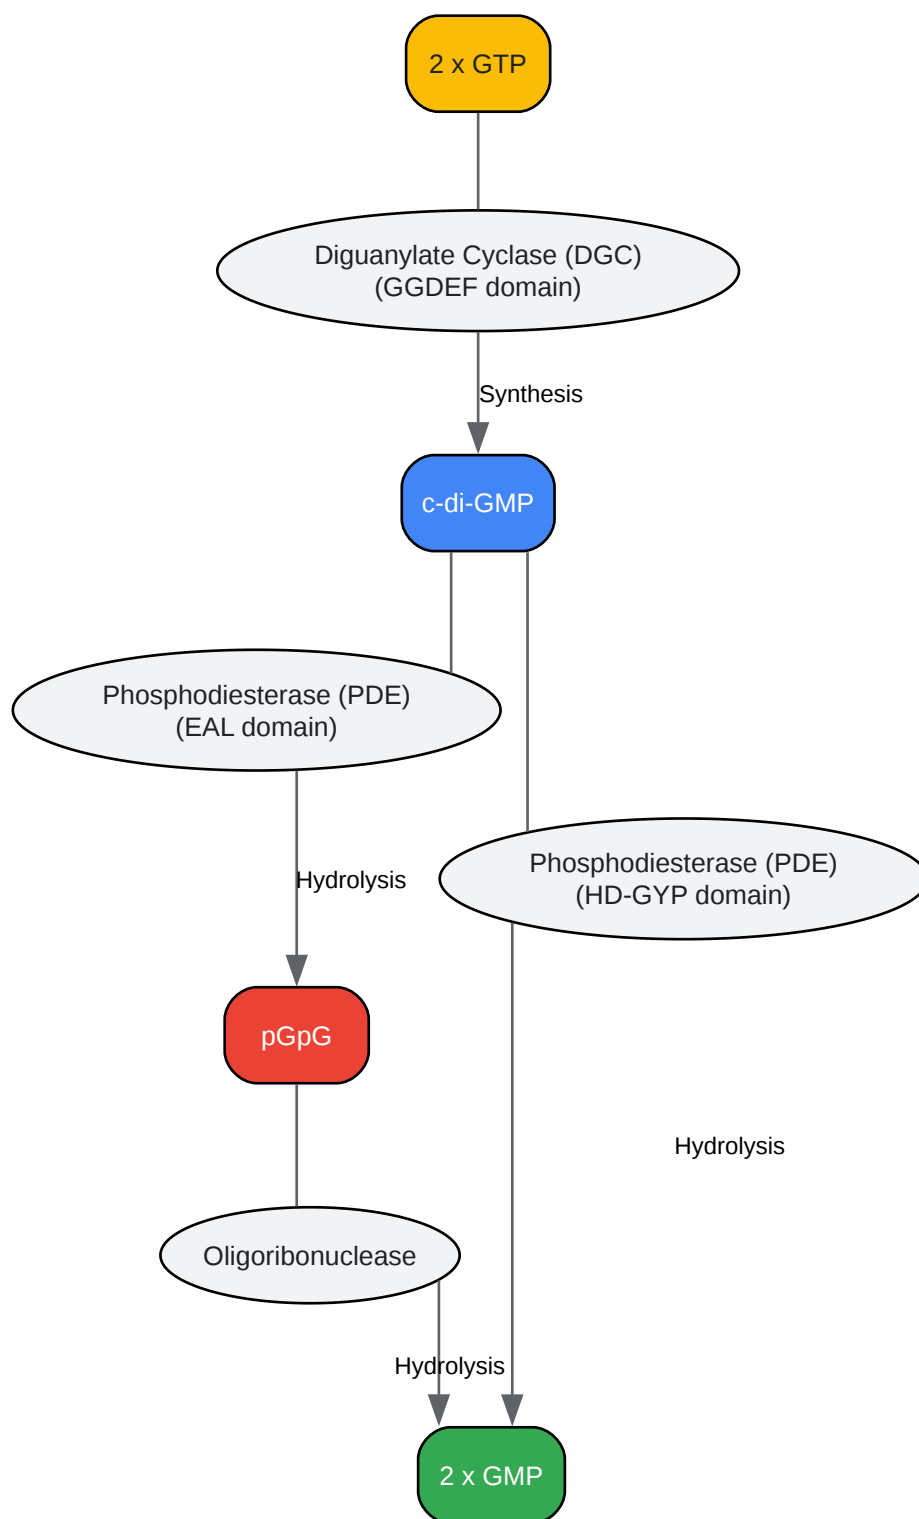 2 x GTP
Diguanylate Cyclase (DGC)
(GGDEF domain)
Synthesis
c-di-GMP
Phosphodiesterase (PDE)
(EAL domain)
Hydrolysis
Phosphodiesterase (PDE)
(HD-GYP domain)
pGpG
Hydrolysis
Oligoribonuclease
Hydrolysis
2 x GMP